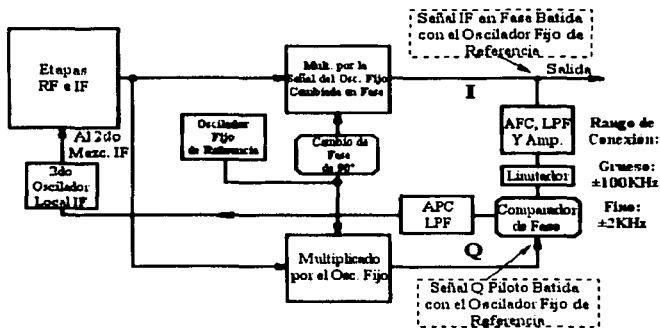 Señal IF en Fase Batida
con el Oscilador Fijo de
Referencia
Etapas
RF e IF
Mult. por la
Señal del Osc. Fijo
Cambiada en Fase
Salida
I
Al 2do
Mezc. IF
Oscilador
Fijo
de Referencia
Cambio de
Fase
de 90°
AFC, LPF
Y Amp.
Rango de
Conexión:
Grueso:
±100KHz
Fino:
±2KHz
Limitador
2do
Oscilador
Local IF
APC
LPF
Comparador
de Fase
Multiplicado
por el Osc. Fijo
Q
Señal Q Piloto Batida
con el Oscilador Fijo de
Referencia